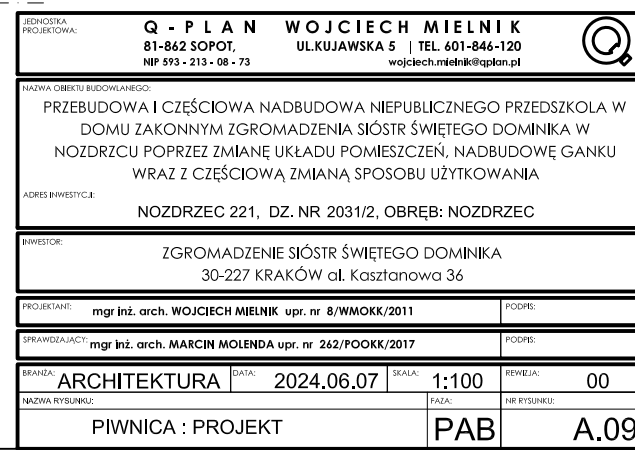 JEDNOSTKA
PROJEKTOWA:
Q - P L A N WOJCIECH MIELNIK
81-862 SOPOT, UL.KUJAWSKA 5 | TEL. 601-846-120
NIP 593 - 213 - 08 - 73 wojciech.mielnik@qplan.pl
NAZWA OBIEKTU BUDOWLANEGO:
PRZEBUDOWA I CZĘŚCIOWA NADBUDOWA NIEPUBLICZNEGO PRZEDSZKOLA W
DOMU ZAKONNYM ZGROMADZENIA SIÓSTR ŚWIĘTEGO DOMINIKA W
NOZDRZCU POPRZEZ ZMIANĘ UKŁADU POMIESZCZEŃ, NADBUDOWĘ GANKU
WRAZ Z CZĘŚCIOWĄ ZMIANĄ SPOSOBU UŻYTKOWANIA
ADRES INWESTYCJI:
NOZDRZEC 221, DZ. NR 2031/2, OBRĘB: NOZDRZEC
INWESTOR:
ZGROMADZENIE SIÓSTR ŚWIĘTEGO DOMINIKA
30-227 KRAKÓW al. Kasztanowa 36
PROJEKTANT: mgr inż. arch. WOJCIECH MIELNIK upr. nr 8/WMOKK/2011 PODPIS:
SPRAWDZAJĄCY: mgr inż. arch. MARCIN MOLENDA upr. nr 262/POOKK/2017 PODPIS:
BRANŻA: ARCHITEKTURA DATA: 2024.06.07 SKALA: 1:100 REWIZJA: 00
NAZWA RYSUNKU: FAZA: NR RYSUNKU:
PIWNICA : PROJEKT PAB A.09